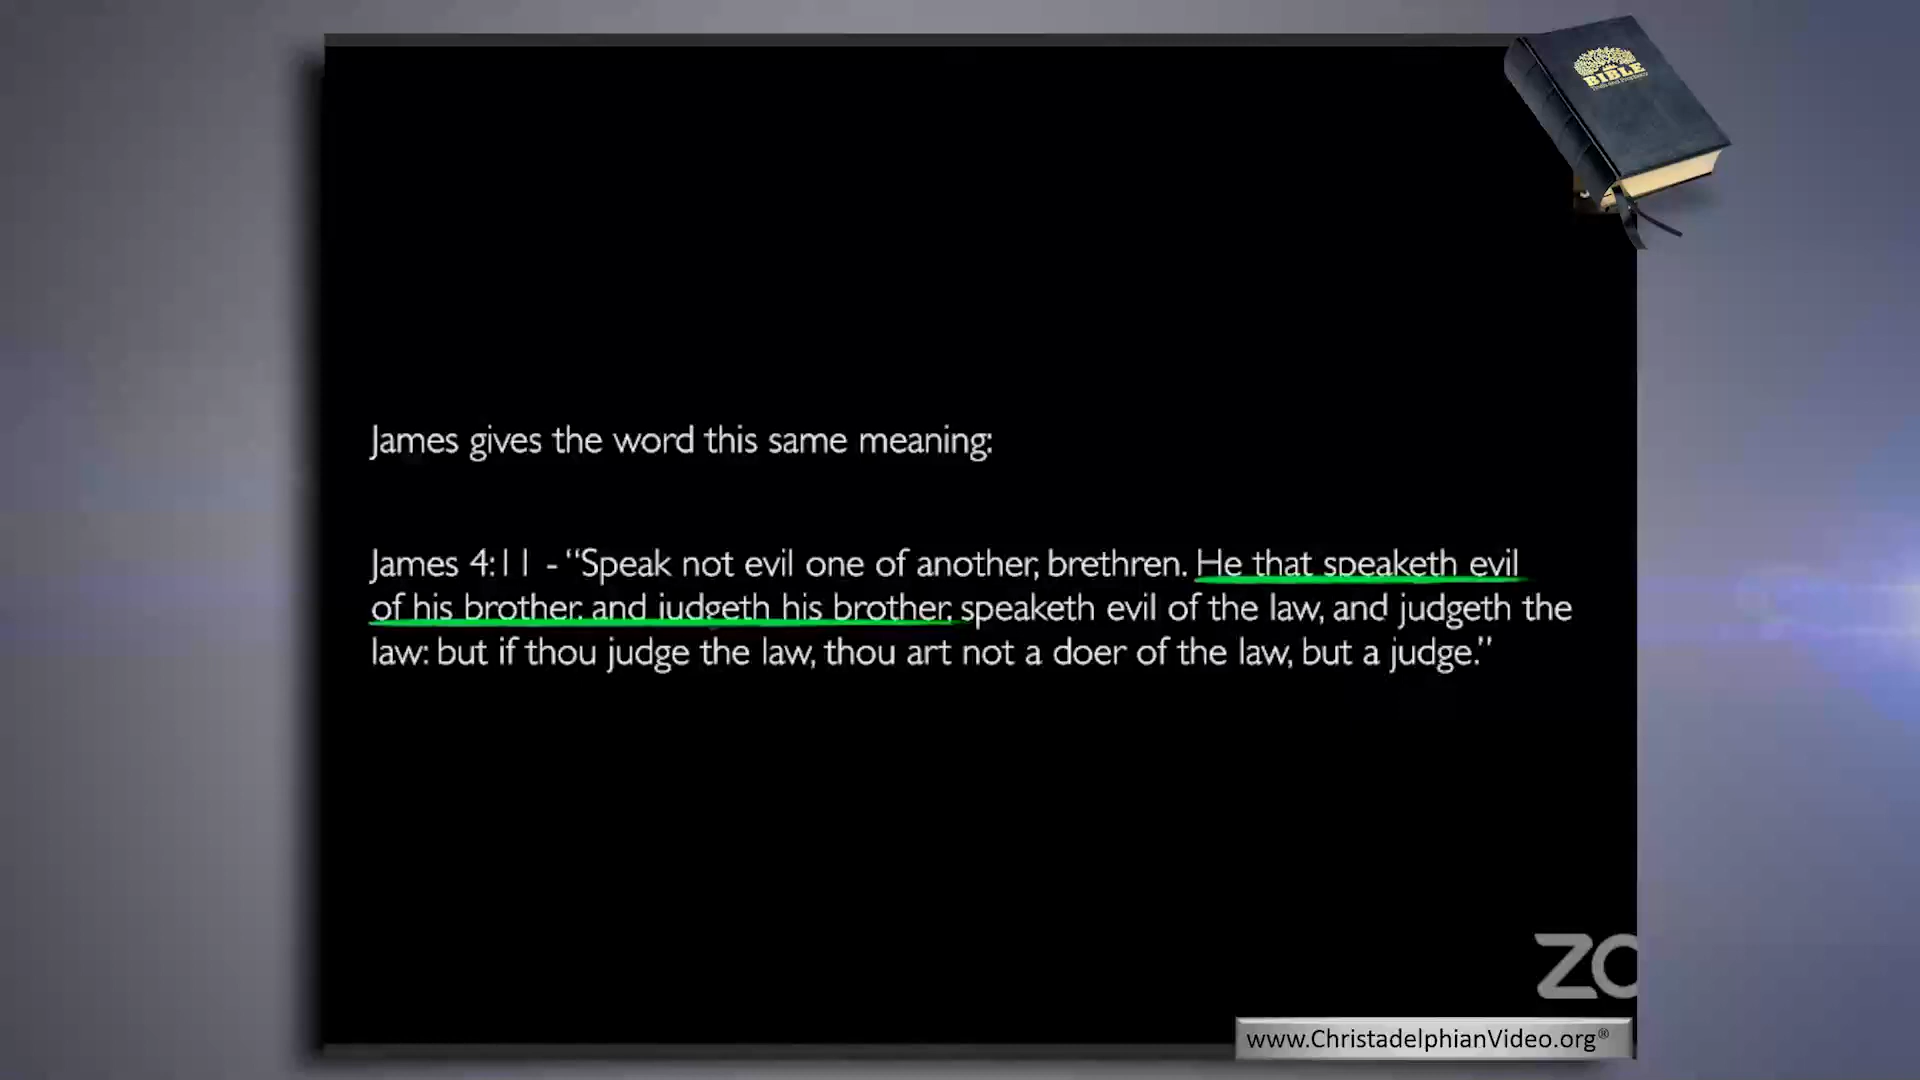 BIBLE
James gives the word this same meaning:
James 4:11 - “Speak not evil one of another, brethren. He that speaketh evil
of his brother, and judgeth his brother, speaketh evil of the law, and judgeth the
law: but if thou judge the law, thou art not a doer of the law, but a judge.”
ZO
www.ChristadelphianVideo.org®